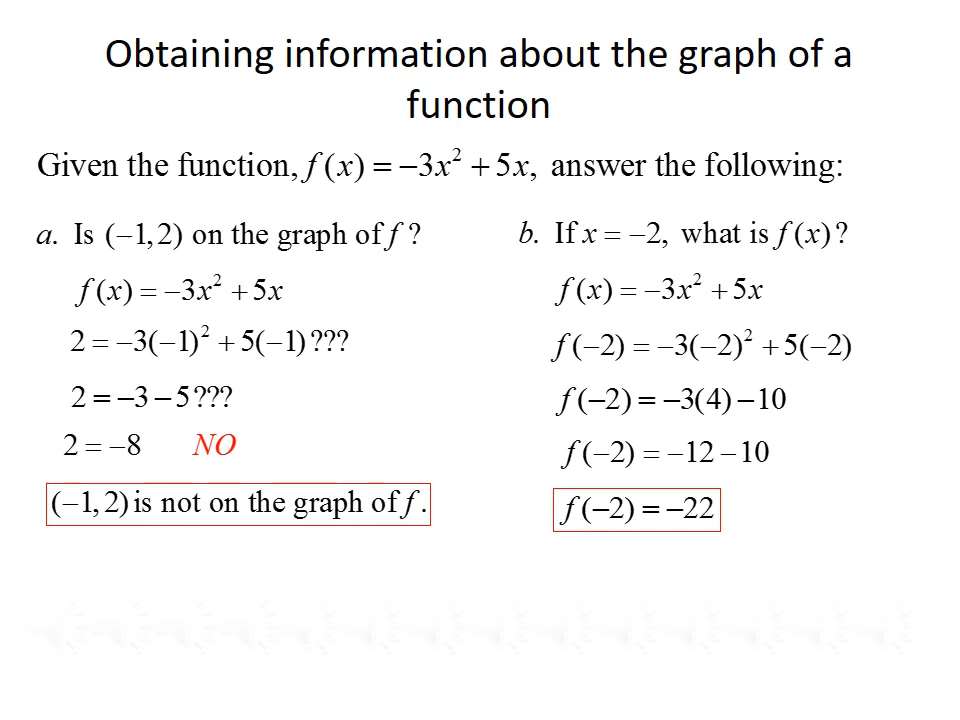 Obtaining information about the graph of a
function
Given the function, f(x) = −3x² + 5x, answer the following:
a. Is (−1, 2) on the graph of f ?
f(x) = −3x² + 5x
2 = −3(−1)² + 5(−1)???
2 = −3 − 5???
2 = −8 NO
(−1, 2) is not on the graph of f.
b. If x = −2, what is f(x)?
f(x) = −3x² + 5x
f(−2) = −3(−2)² + 5(−2)
f(−2) = −3(4) − 10
f(−2) = −12 − 10
f(−2) = −22